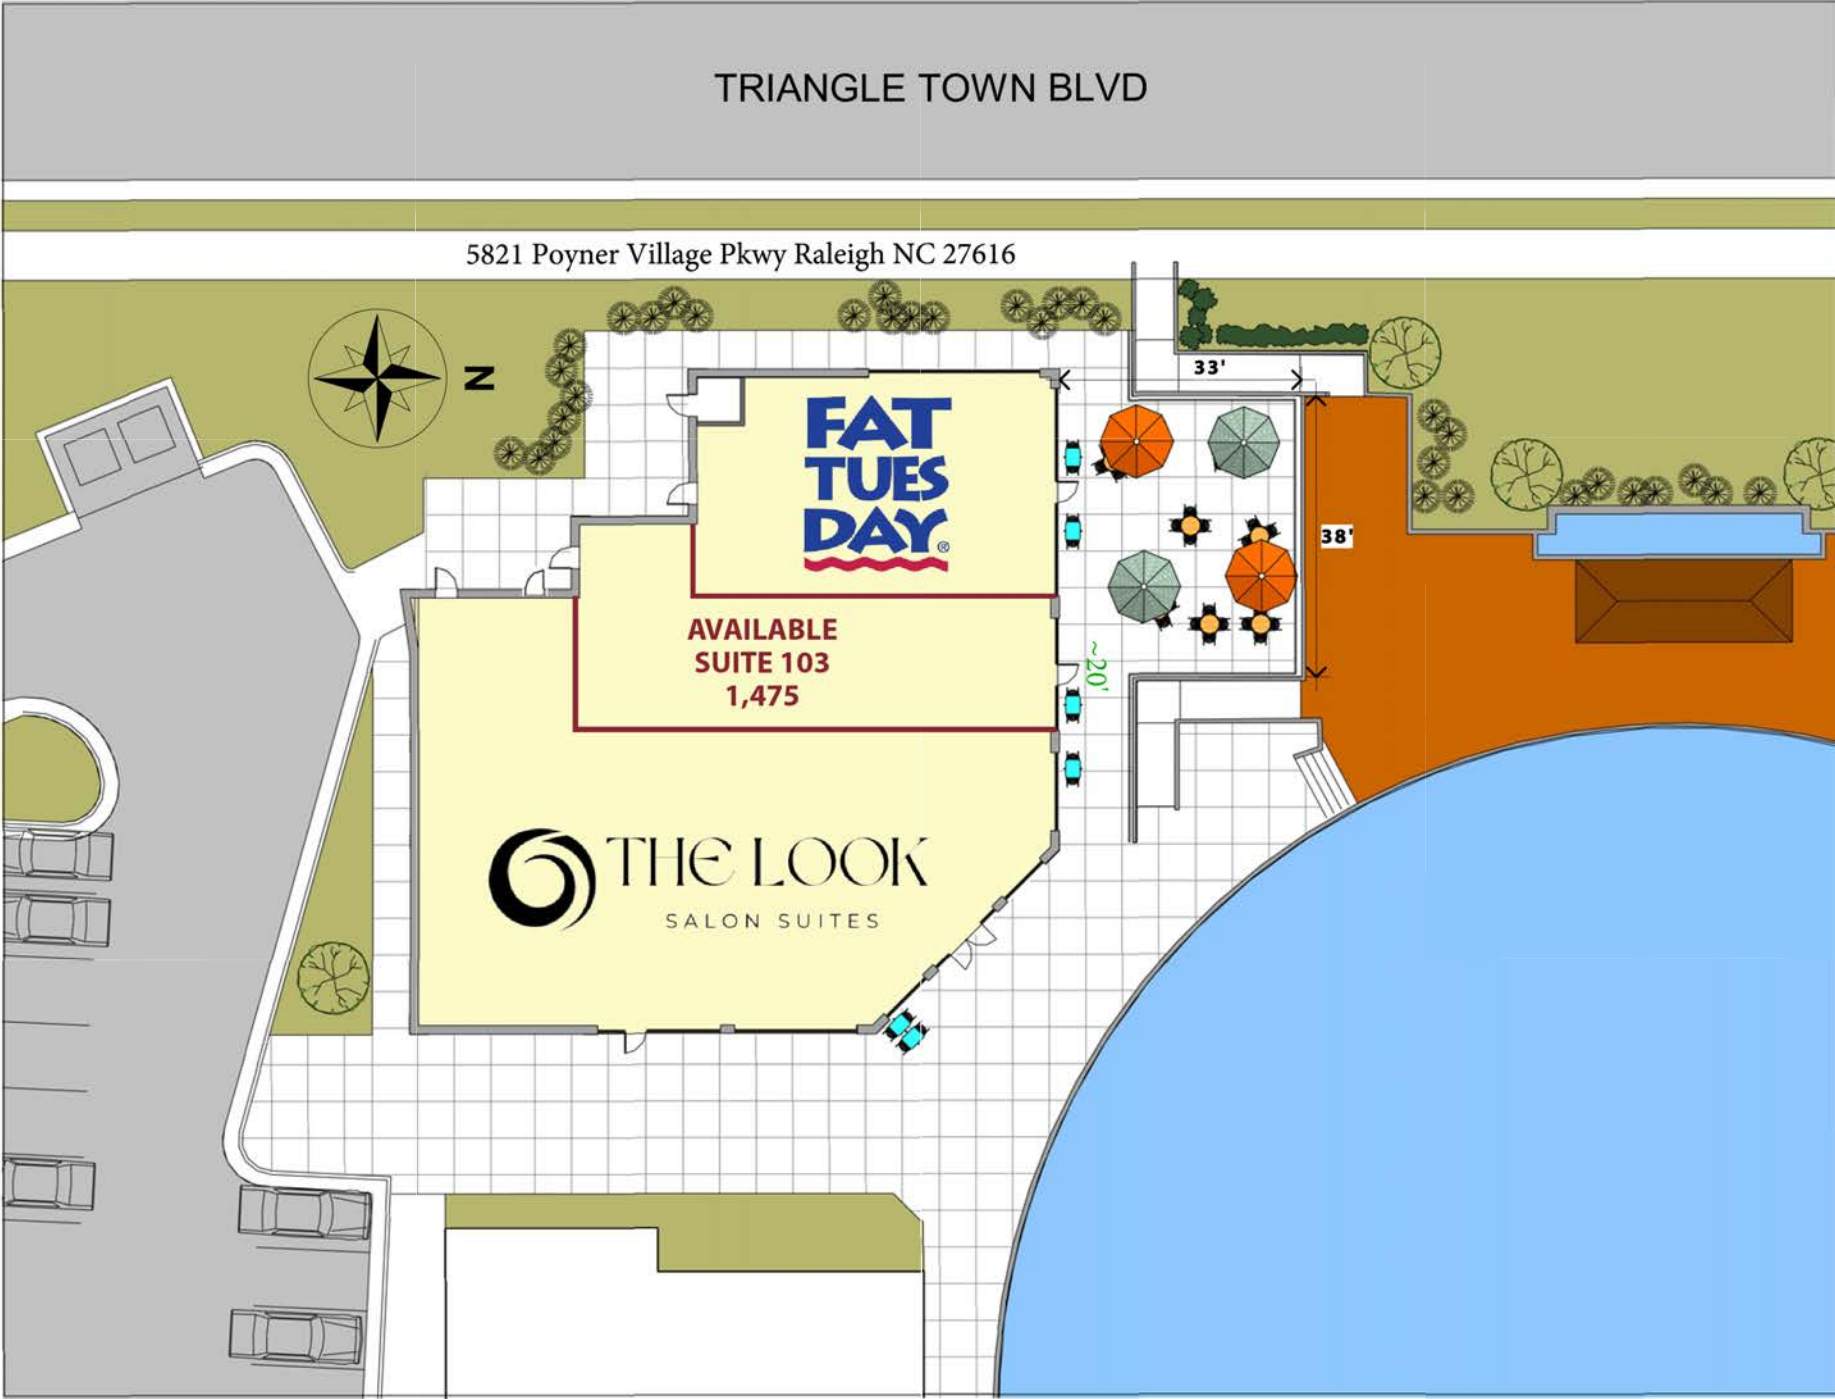 TRIANGLE TOWN BLVD
5821 Poyner Village Pkwy Raleigh NC 27616
N
33'
FAT
TUES
DAY®
38'
AVAILABLE
SUITE 103
1,475
~20'
THE LOOK
SALON SUITES